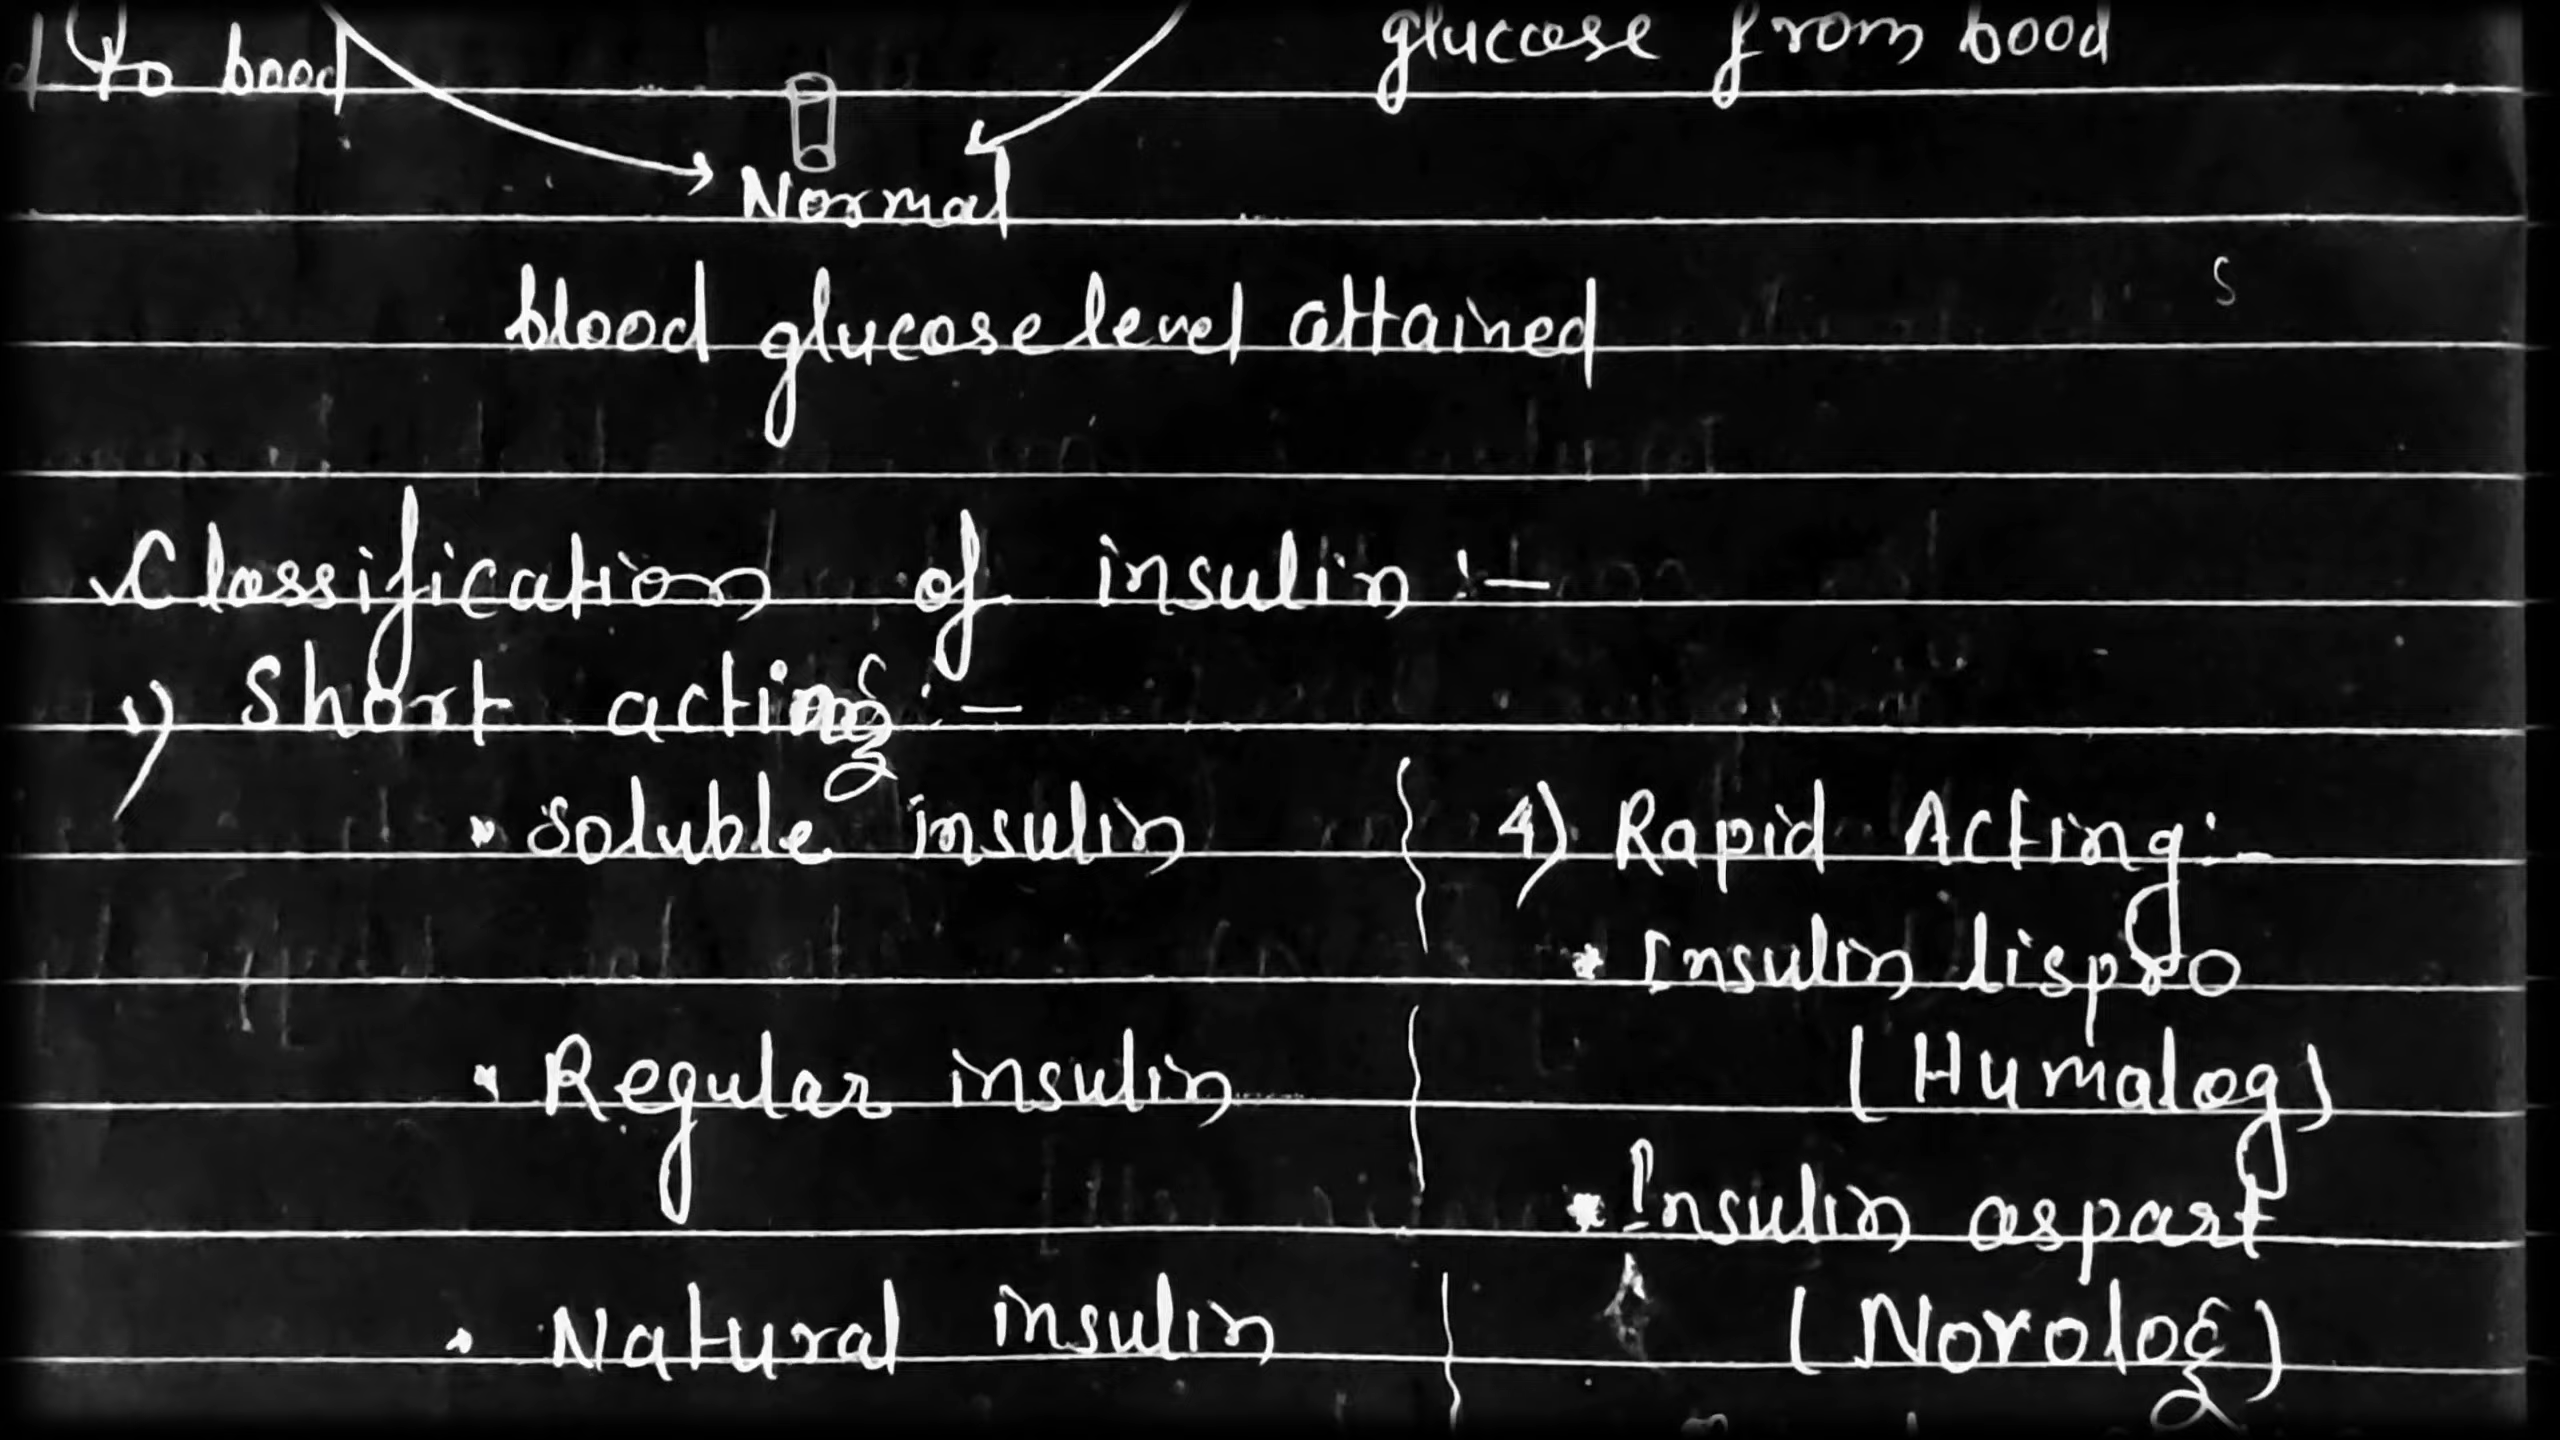 to bood
glucose from bood
Normal
blood glucose level attained
Classification of insulin :-
1) Short acting :-
• Soluble insulin
• Regular insulin
• Natural insulin
4) Rapid Acting :-
* Insulin lispro
(Humalog)
* Insulin aspart
(Novolog)